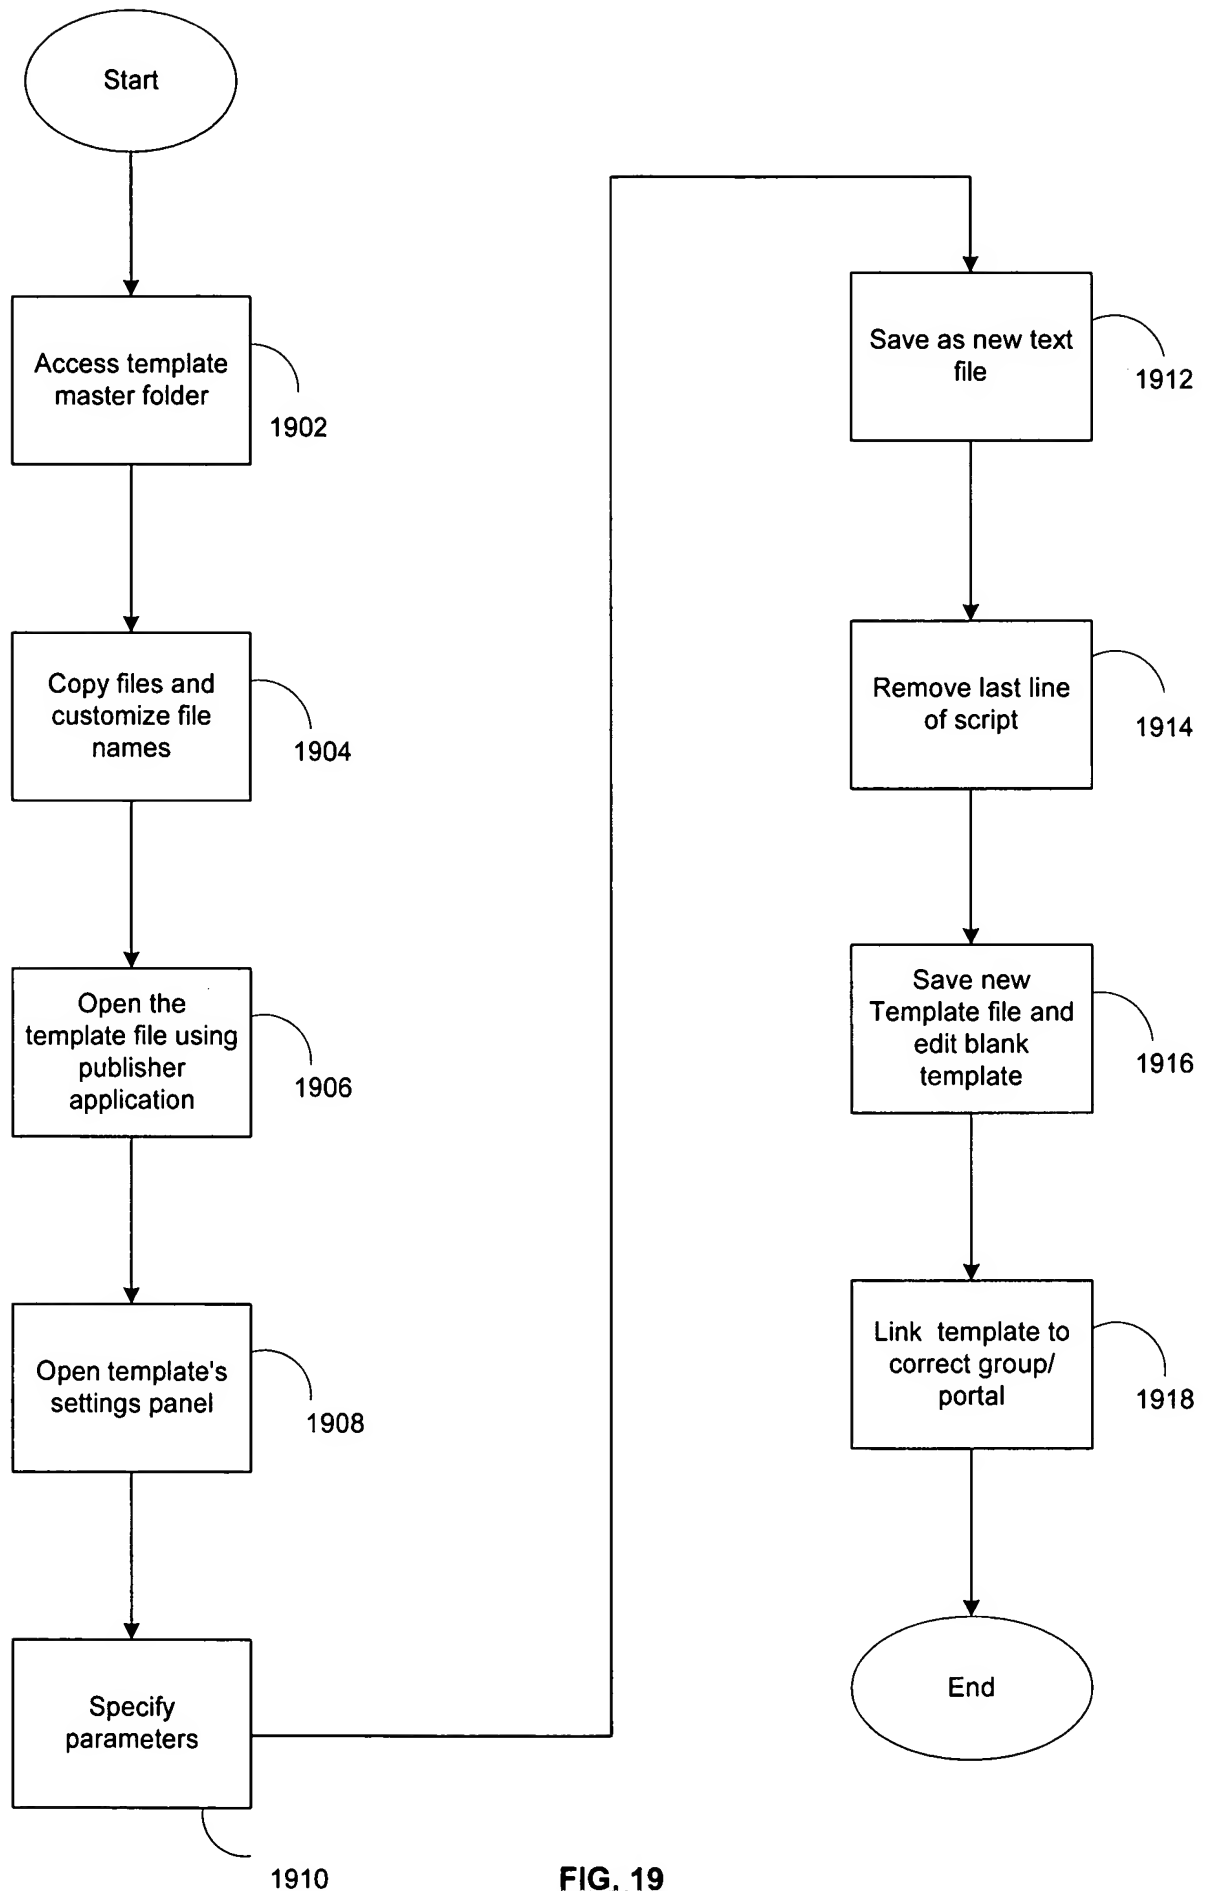 Start
Access template
master folder
1902
Copy files and
customize file
names
1904
Open the
template file using
publisher
application
1906
Open template's
settings panel
1908
Specify
parameters
1910
Save as new text
file
1912
Remove last line
of script
1914
Save new
Template file and
edit blank
template
1916
Link template to
correct group/
portal
1918
End
FIG. 19